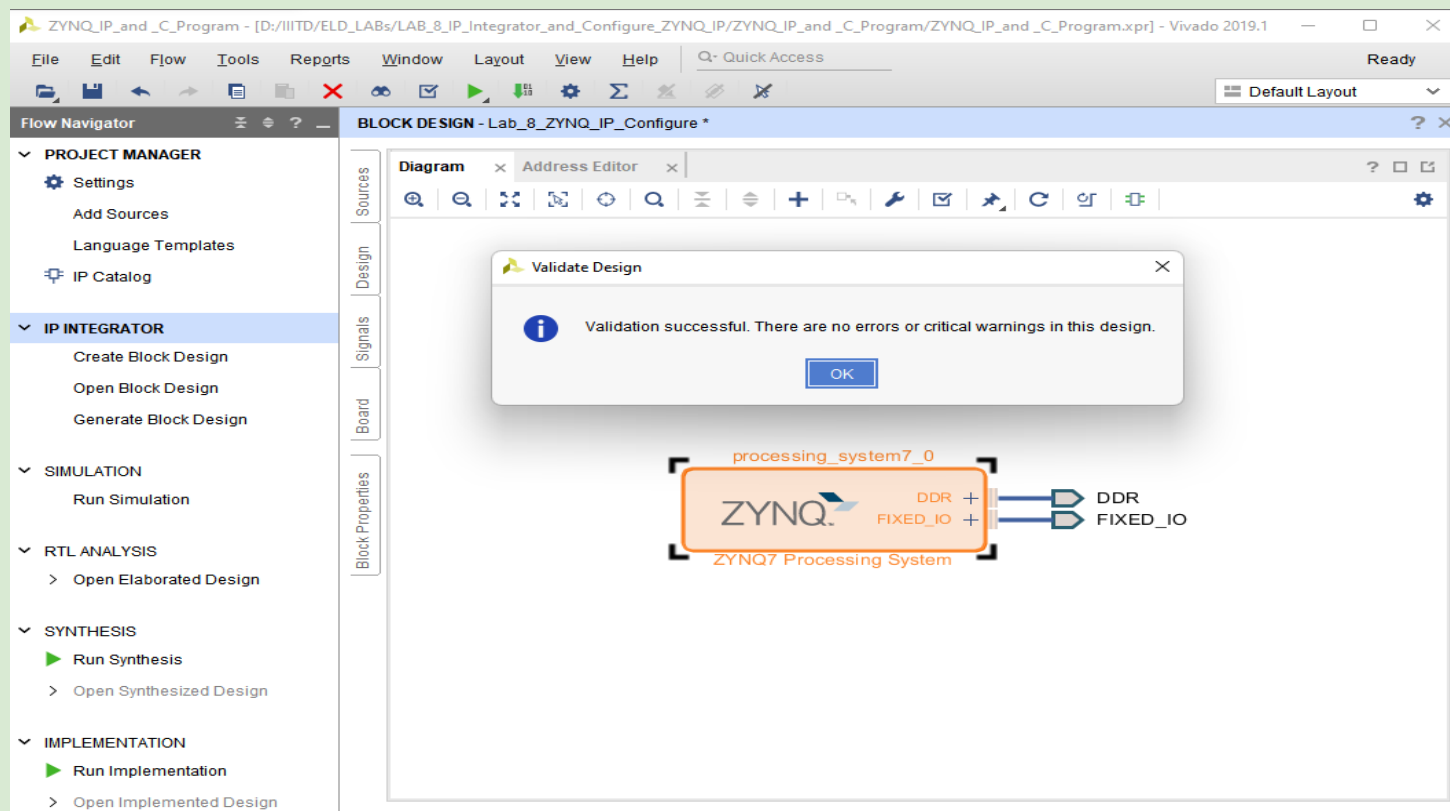 ZYNQ_IP_and _C_Program - [D:/IIITD/ELD_LABs/LAB_8_IP_Integrator_and_Configure_ZYNQ_IP/ZYNQ_IP_and _C_Program/ZYNQ_IP_and _C_Program.xpr] - Vivado 2019.1
File Edit Flow Tools Reports Window Layout View Help Quick Access Ready
Default Layout
Flow Navigator
BLOCK DESIGN - Lab_8_ZYNQ_IP_Configure *
PROJECT MANAGER
Settings
Add Sources
Language Templates
IP Catalog
IP INTEGRATOR
Create Block Design
Open Block Design
Generate Block Design
SIMULATION
Run Simulation
RTL ANALYSIS
Open Elaborated Design
SYNTHESIS
Run Synthesis
Open Synthesized Design
IMPLEMENTATION
Run Implementation
Open Implemented Design
Sources
Design
Signals
Board
Block Properties
Diagram Address Editor
Validate Design
Validation successful. There are no errors or critical warnings in this design.
OK
processing_system7_0
ZYNQ.
DDR
FIXED_IO
DDR
FIXED_IO
ZYNQ7 Processing System